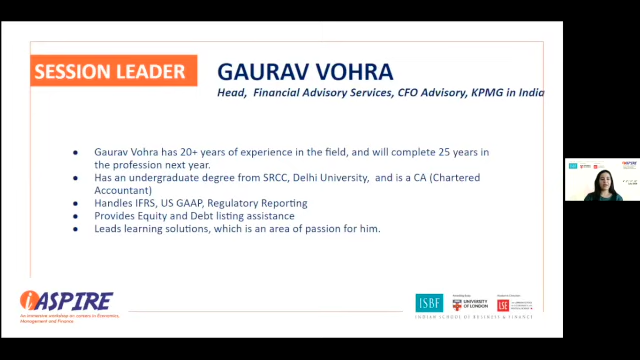 SESSION LEADER
GAURAV VOHRA
Head, Financial Advisory Services, CFO Advisory, KPMG in India
Gaurav Vohra has 20+ years of experience in the field, and will complete 25 years in
the profession next year.
Has an undergraduate degree from SRCC, Delhi University, and is a CA (Chartered
Accountant)
Handles IFRS, US GAAP, Regulatory Reporting
Provides Equity and Debt listing assistance
Leads learning solutions, which is an area of passion for him.
iASPIRE
An immersive workshop on careers in Economics,
Management and Finance
ISBF
UNIVERSITY
OF LONDON
LSE
INDIAN SCHOOL OF BUSINESS & FINANCE